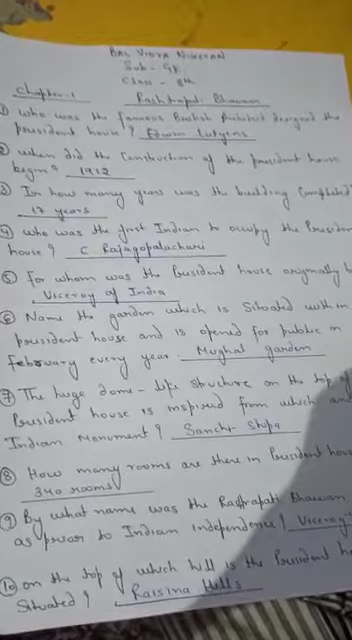 BAL VIDYA NIKETAN
Sub - GK
Class - 8th
Chapter-1 Rashtrapati Bhawan
① Who was the famous British Architect designed the
president house? Edwin Lutyens
② When did the Construction of the president house
begin? 1912
③ In how many years was the building Completed
17 years
④ Who was the first Indian to occupy the President
house? C. Rajagopalachari
⑤ For whom was the President house originally
Viceroy of India
⑥ Name the garden which is Situated within
president house and is opened for public in
february every year. Mughal garden
⑦ The huge dome-like structure on the top of
President house is inspired from which
Indian Monument? Sanchi Stupa
⑧ How many rooms are there in President house
340 rooms
⑨ By what name was the Rashtrapati Bhawan
as prior to Indian independence? Viceroy
⑩ on the top of which hill is the President
Situated? Raisina Hills